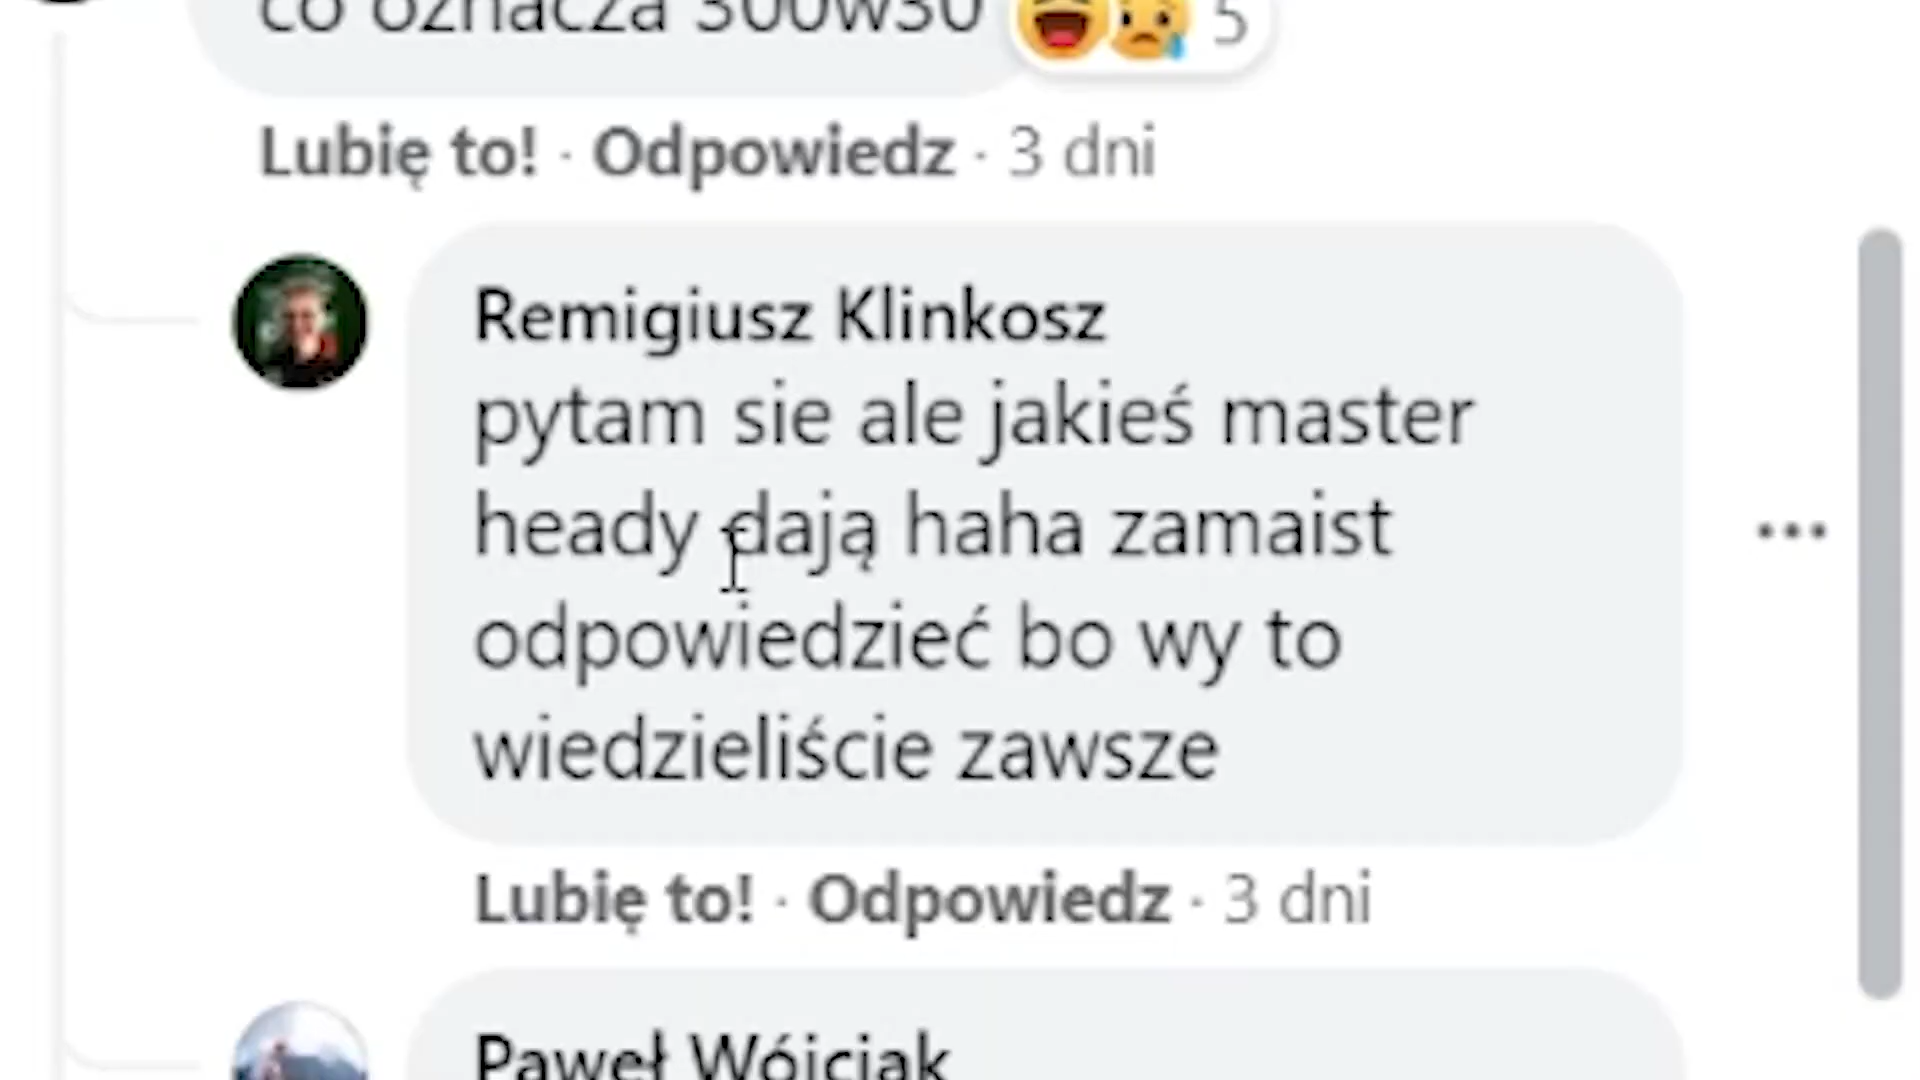 co oznacza 300w30
5
Lubię to! · Odpowiedz · 3 dni
Remigiusz Klinkosz
pytam sie ale jakieś master
heady dają haha zamaist
odpowiedzieć bo wy to
wiedzieliście zawsze
Lubię to! · Odpowiedz · 3 dni
Paweł Wójciak